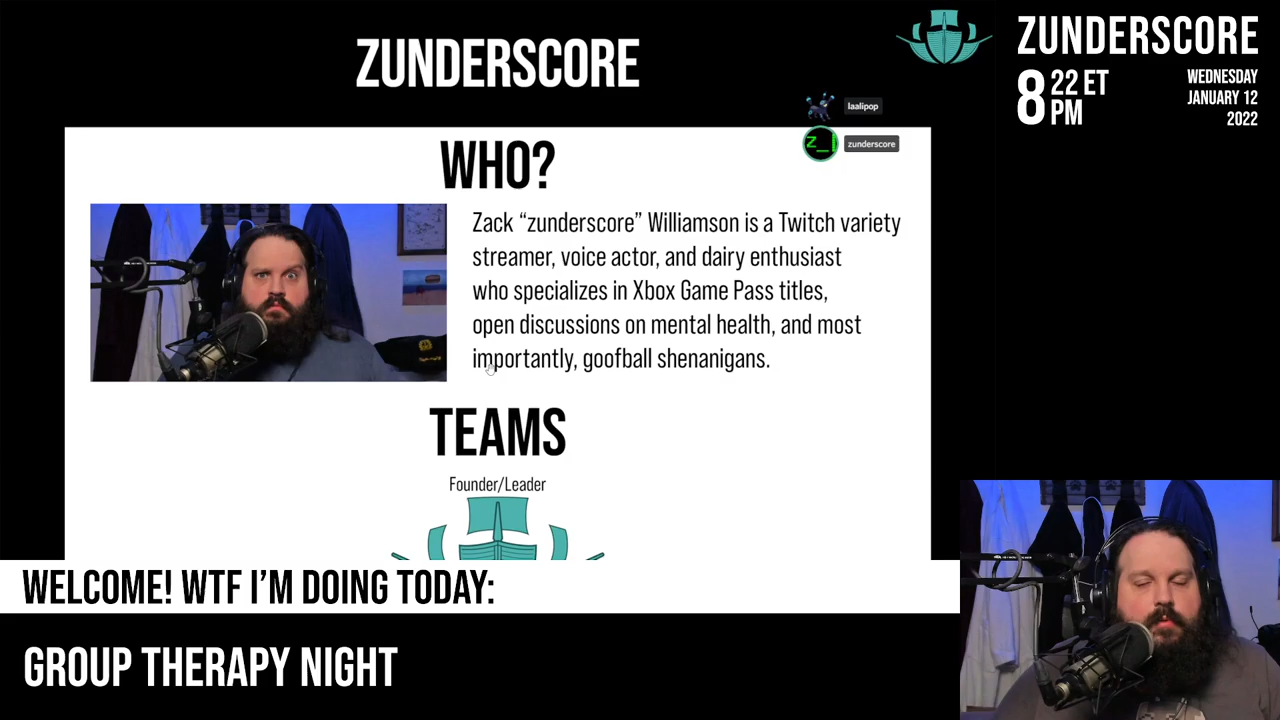 ZUNDERSCORE
ZUNDERSCORE
8 22 ET
PM
WEDNESDAY
JANUARY 12
2022
laalipop
zunderscore
WHO?
Zack “zunderscore” Williamson is a Twitch variety
streamer, voice actor, and dairy enthusiast
who specializes in Xbox Game Pass titles,
open discussions on mental health, and most
importantly, goofball shenanigans.
TEAMS
Founder/Leader
WELCOME! WTF I’M DOING TODAY:
GROUP THERAPY NIGHT